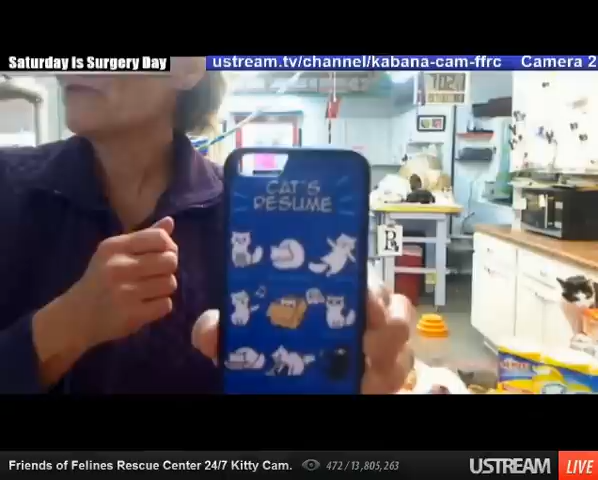 Saturday Is Surgery Day
ustream.tv/channel/kabana-cam-ffrc Camera 2
CAT'S
RESUME
R
Friends of Felines Rescue Center 24/7 Kitty Cam.
472 / 13,805,263
USTREAM
LIVE